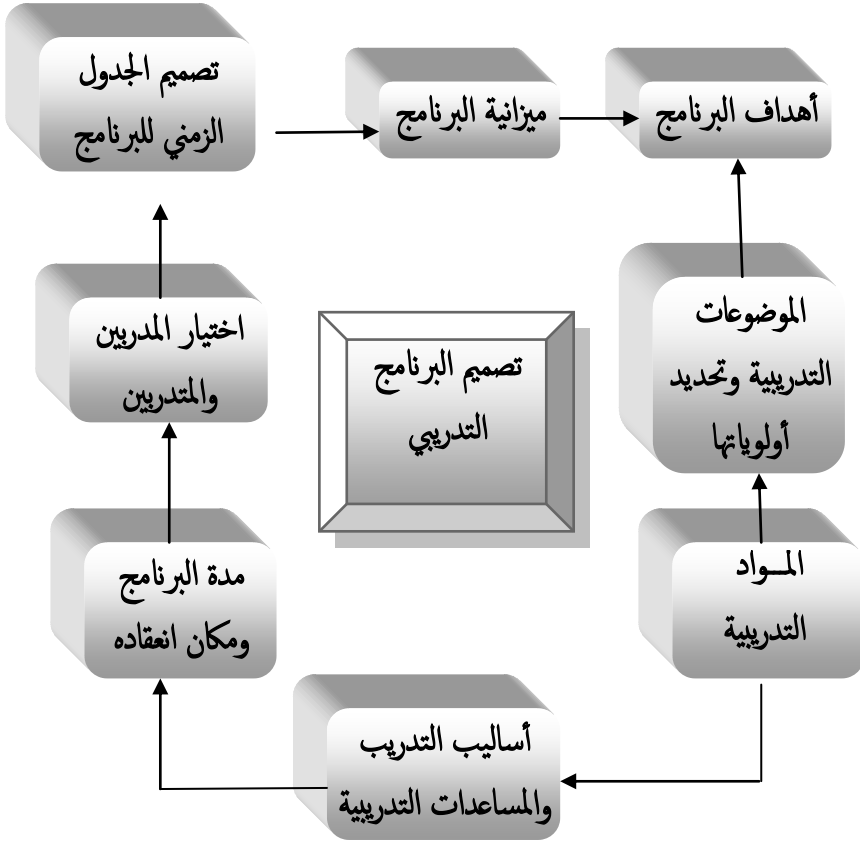 أهداف البرنامج
ميزانية البرنامج
تصميم الجدول
الزمني للبرنامج
الموضوعات
التدريبية وتحديد
أولوياتها
تصميم البرنامج
التدريبي
اختيار المدربين
والمتدربين
المــواد
التدريبية
مدة البرنامج
ومكان انعقاده
أساليب التدريب
والمساعدات التدريبية